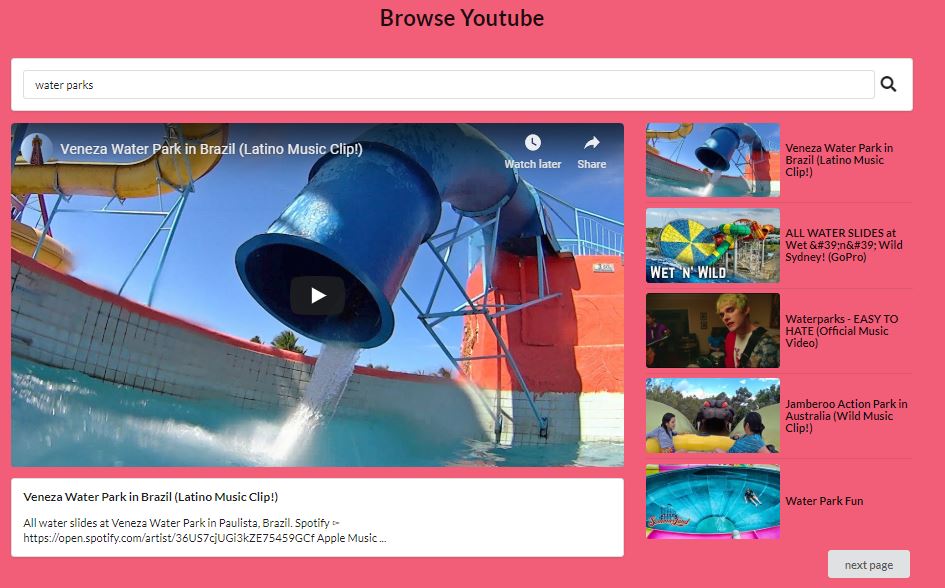 Browse Youtube
water parks
Veneza Water Park in Brazil (Latino Music Clip!)
Watch later
Share
Veneza Water Park in Brazil (Latino Music Clip!)
All water slides at Veneza Water Park in Paulista, Brazil. Spotify ➳
https://open.spotify.com/artist/36US7cjUGi3kZE75459GCf Apple Music ...
Veneza Water Park in
Brazil (Latino Music
Clip!)
WET 'N' WILD
ALL WATER SLIDES at
Wet &#39;n&#39; Wild
Sydney! (GoPro)
Waterparks - EASY TO
HATE (Official Music
Video)
Jamberoo Action Park in
Australia (Wild Music
Clip!)
Water Park Fun
next page